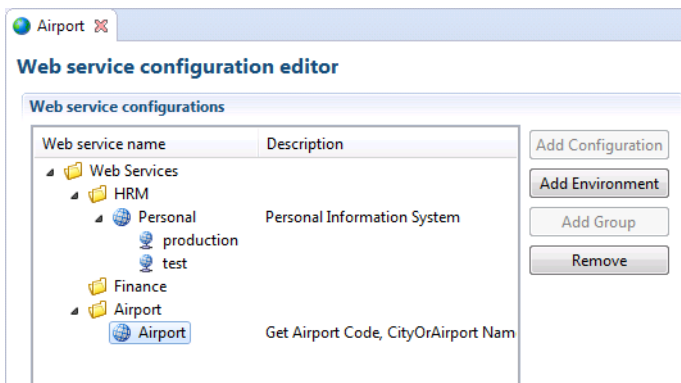 Airport
Web service configuration editor
Web service configurations
Web service name Description
Web Services
HRM
Personal Personal Information System
production
test
Finance
Airport
Airport Get Airport Code, CityOrAirport Nam
Add Configuration
Add Environment
Add Group
Remove